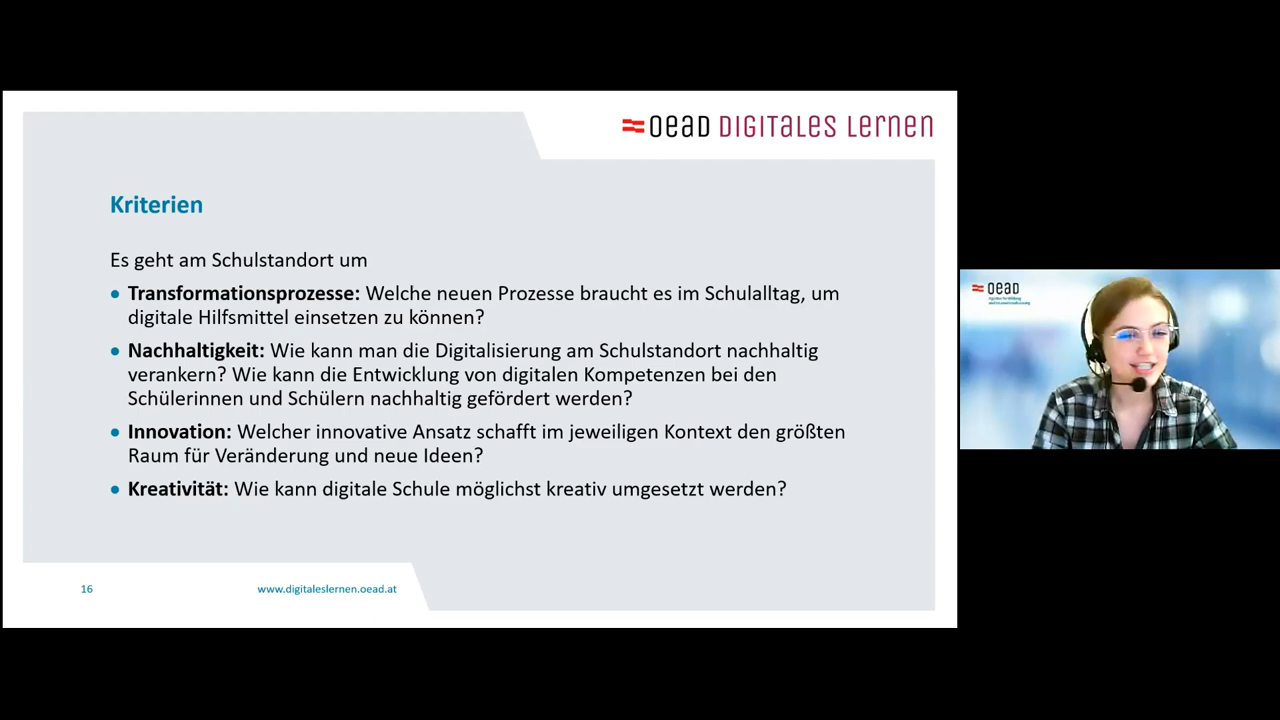 oead DIGITALES LERNEN
Kriterien
Es geht am Schulstandort um
• Transformationsprozesse: Welche neuen Prozesse braucht es im Schulalltag, um
digitale Hilfsmittel einsetzen zu können?
• Nachhaltigkeit: Wie kann man die Digitalisierung am Schulstandort nachhaltig
verankern? Wie kann die Entwicklung von digitalen Kompetenzen bei den
Schülerinnen und Schülern nachhaltig gefördert werden?
• Innovation: Welcher innovative Ansatz schafft im jeweiligen Kontext den größten
Raum für Veränderung und neue Ideen?
• Kreativität: Wie kann digitale Schule möglichst kreativ umgesetzt werden?
16
www.digitaleslernen.oead.at
oead